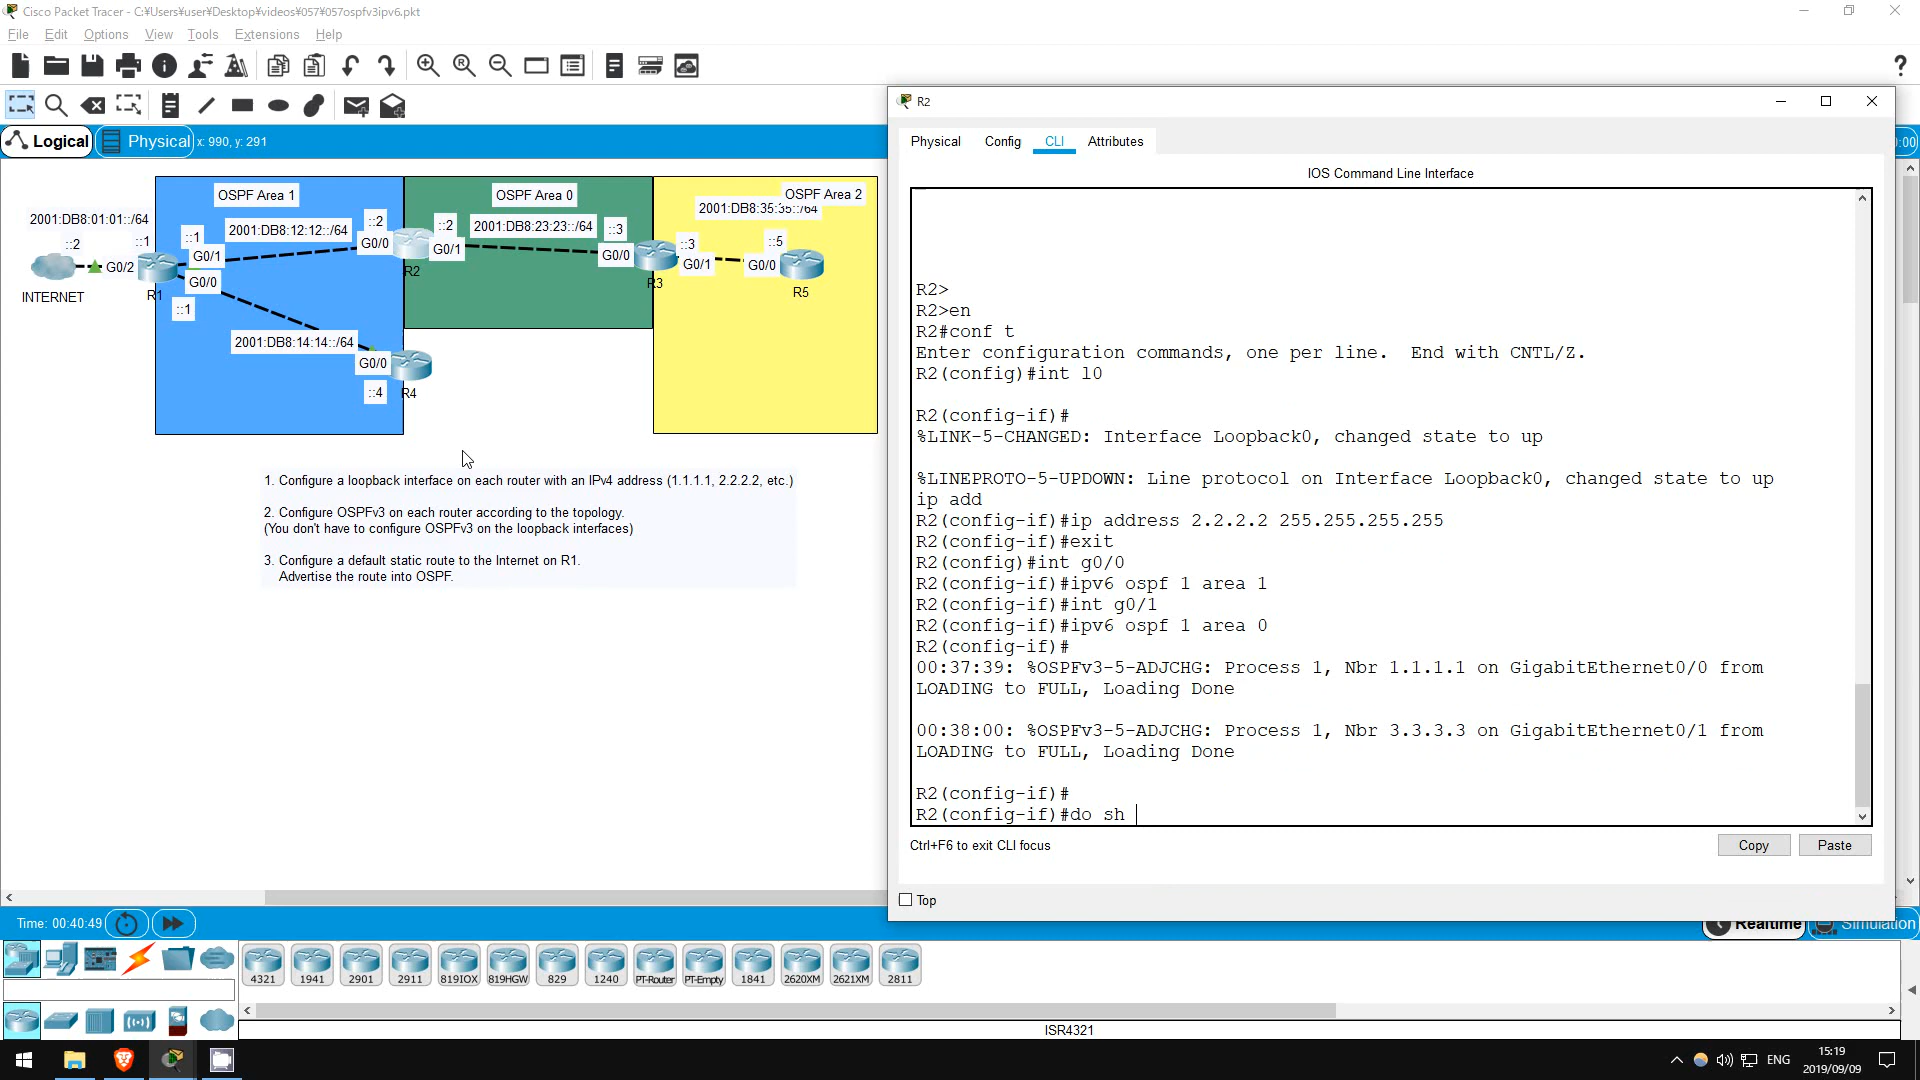 Cisco Packet Tracer - C:¥Users¥user¥Desktop¥videos¥057¥057ospfv3ipv6.pkt
File Edit Options View Tools Extensions Help
?
Logical Physical x: 990, y: 291
:00
OSPF Area 1
OSPF Area 0
OSPF Area 2
2001:DB8:35:35::/64
2001:DB8:01:01::/64
2001:DB8:12:12::/64
::2
::2
2001:DB8:23:23::/64
::3
::2
::1
::1
G0/0
G0/1
::3
::5
G0/2
G0/1
G0/0
G0/1
G0/0
INTERNET
R1
G0/0
R2
R3
R5
::1
2001:DB8:14:14::/64
G0/0
::4
R4
1. Configure a loopback interface on each router with an IPv4 address (1.1.1.1, 2.2.2.2, etc.)
2. Configure OSPFv3 on each router according to the topology.
(You don't have to configure OSPFv3 on the loopback interfaces)
3. Configure a default static route to the Internet on R1.
Advertise the route into OSPF.
R2
Physical Config CLI Attributes
IOS Command Line Interface
R2>
R2>en
R2#conf t
Enter configuration commands, one per line.  End with CNTL/Z.
R2(config)#int l0
R2(config-if)#
%LINK-5-CHANGED: Interface Loopback0, changed state to up
%LINEPROTO-5-UPDOWN: Line protocol on Interface Loopback0, changed state to up
ip add
R2(config-if)#ip address 2.2.2.2 255.255.255.255
R2(config-if)#exit
R2(config)#int g0/0
R2(config-if)#ipv6 ospf 1 area 1
R2(config-if)#int g0/1
R2(config-if)#ipv6 ospf 1 area 0
R2(config-if)#
00:37:39: %OSPFv3-5-ADJCHG: Process 1, Nbr 1.1.1.1 on GigabitEthernet0/0 from
LOADING to FULL, Loading Done
00:38:00: %OSPFv3-5-ADJCHG: Process 1, Nbr 3.3.3.3 on GigabitEthernet0/1 from
LOADING to FULL, Loading Done
R2(config-if)#
R2(config-if)#do sh
Ctrl+F6 to exit CLI focus
Copy Paste
Top
Time: 00:40:49
Realtime Simulation
4321 1941 2901 2911 819IOX 819HGW 829 1240 PT-Router PT-Empty 1841 2620XM 2621XM 2811
ISR4321
ENG
15:19
2019/09/09